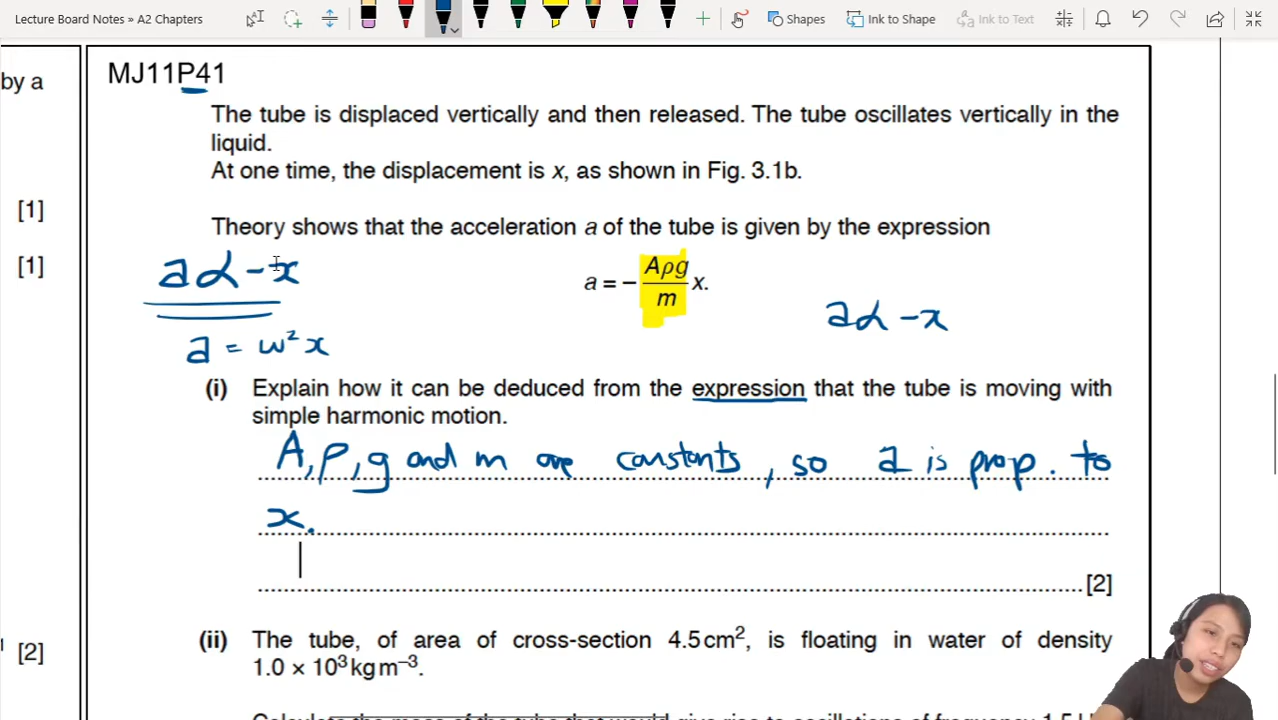 Lecture Board Notes » A2 Chapters
Shapes
Ink to Shape
Ink to Text
by a
[1]
[1]
[2]
MJ11P41
The tube is displaced vertically and then released. The tube oscillates vertically in the
liquid.
At one time, the displacement is x, as shown in Fig. 3.1b.
Theory shows that the acceleration a of the tube is given by the expression
a ∝ -x
a = - Aρg/m x.
a ∝ -x
a = ω² x
(i) Explain how it can be deduced from the expression that the tube is moving with
simple harmonic motion.
A, ρ, g and m are constants, so a is prop. to
x.
[2]
(ii) The tube, of area of cross-section 4.5 cm², is floating in water of density
1.0 × 10³ kg m⁻³.